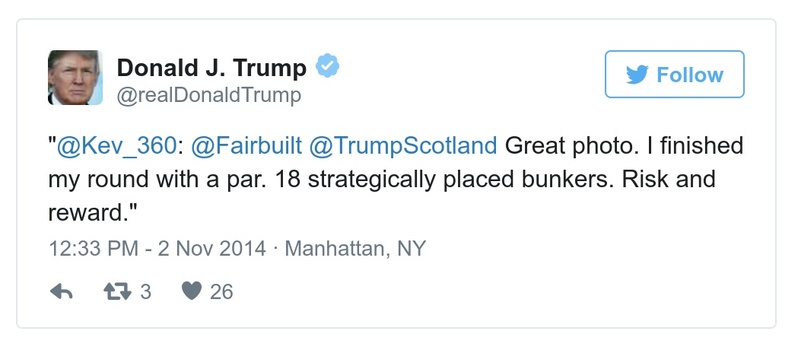 Donald J. Trump
@realDonaldTrump
Follow
"@Kev_360: @Fairbuilt @TrumpScotland Great photo. I finished
my round with a par. 18 strategically placed bunkers. Risk and
reward."
12:33 PM - 2 Nov 2014 · Manhattan, NY
3 26